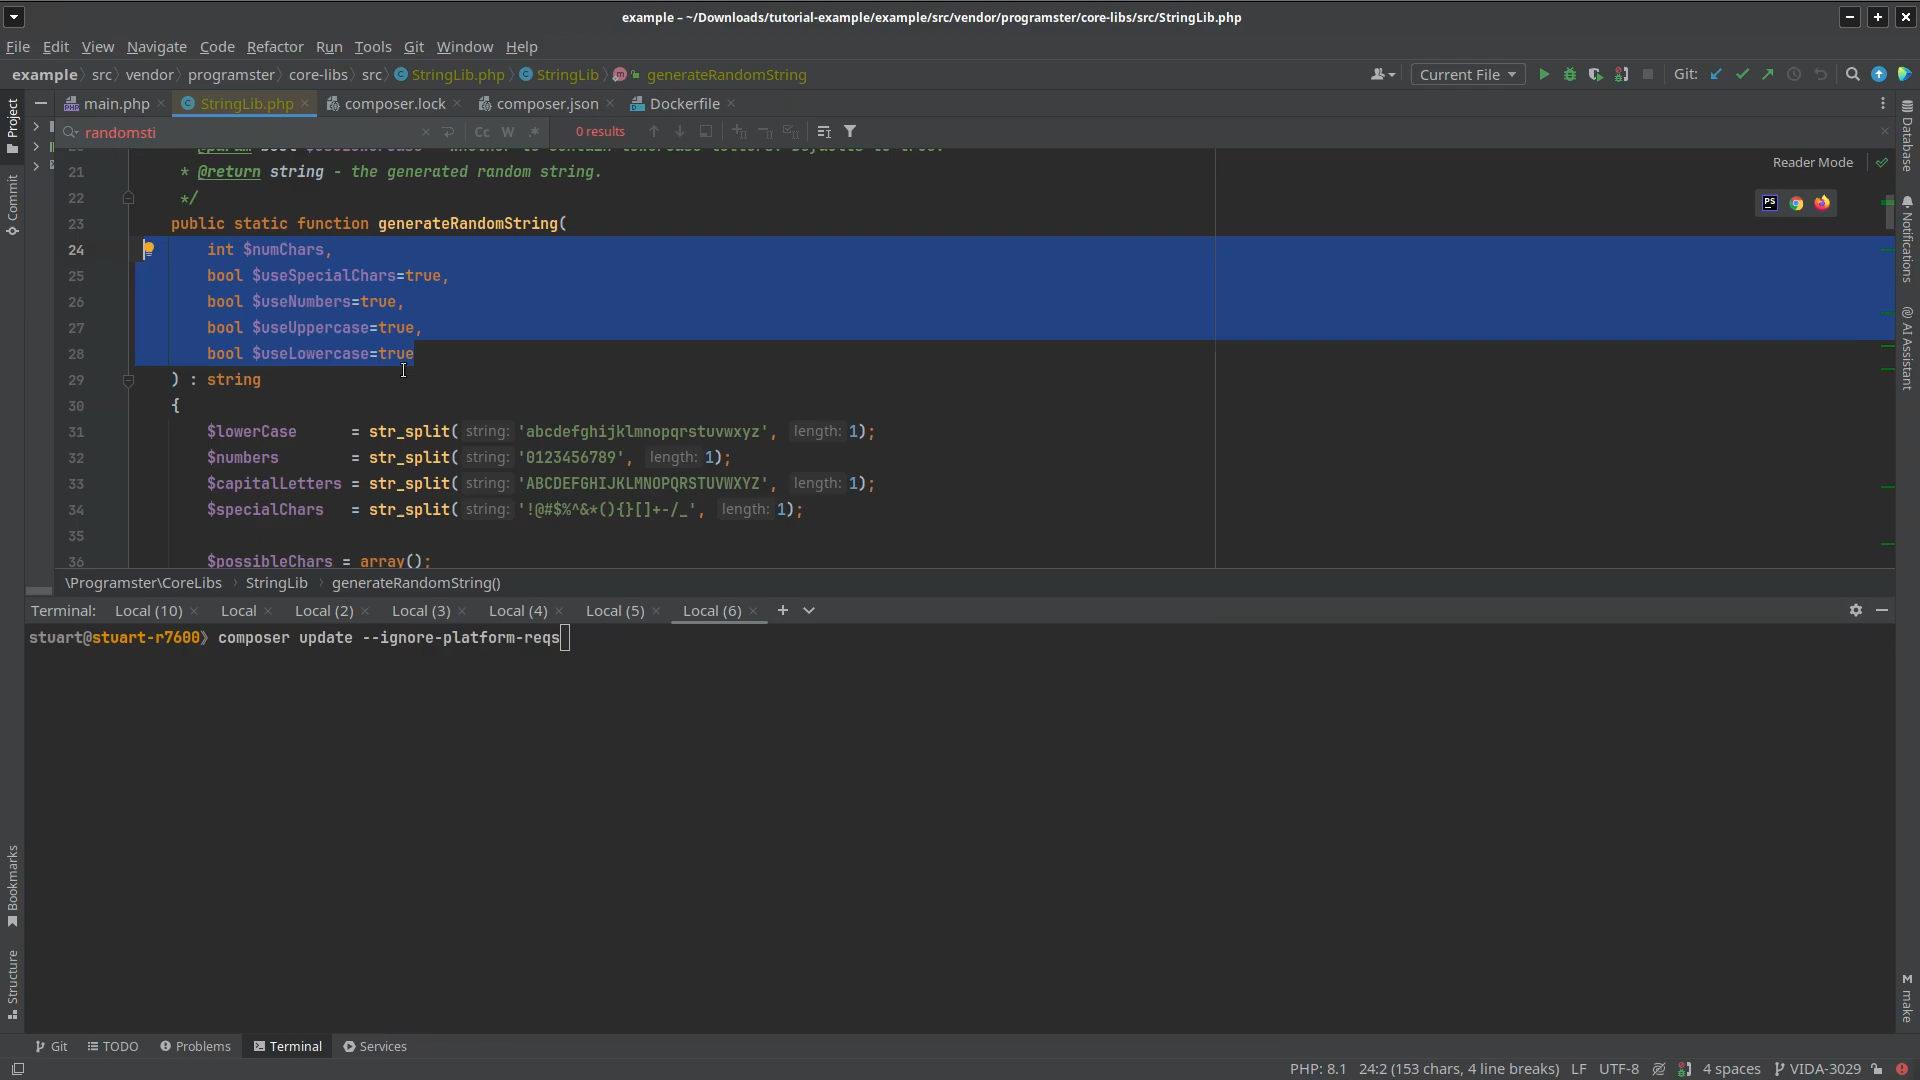 example – ~/Downloads/tutorial-example/example/src/vendor/programster/core-libs/src/StringLib.php
File Edit View Navigate Code Refactor Run Tools Git Window Help
example src vendor programster core-libs src StringLib.php StringLib generateRandomString
Current File Git:
main.php StringLib.php composer.lock composer.json Dockerfile
randomsti Cc W .* 0 results
Reader Mode
21 * @return string - the generated random string.
22 */
23 public static function generateRandomString(
24 int $numChars,
25 bool $useSpecialChars=true,
26 bool $useNumbers=true,
27 bool $useUppercase=true,
28 bool $useLowercase=true
29 ) : string
30 {
31 $lowerCase = str_split( string: 'abcdefghijklmnopqrstuvwxyz', length: 1);
32 $numbers = str_split( string: '0123456789', length: 1);
33 $capitalLetters = str_split( string: 'ABCDEFGHIJKLMNOPQRSTUVWXYZ', length: 1);
34 $specialChars = str_split( string: '!@#$%^&*(){}[]+-/_', length: 1);
35
36 $possibleChars = array();
\Programster\CoreLibs StringLib generateRandomString()
Terminal: Local (10) Local Local (2) Local (3) Local (4) Local (5) Local (6)
stuart@stuart-r7600》 composer update --ignore-platform-reqs
Git TODO Problems Terminal Services
PHP: 8.1 24:2 (153 chars, 4 line breaks) LF UTF-8 4 spaces VIDA-3029
Project
Commit
Bookmarks
Structure
Database
Notifications
AI Assistant
M make
PS